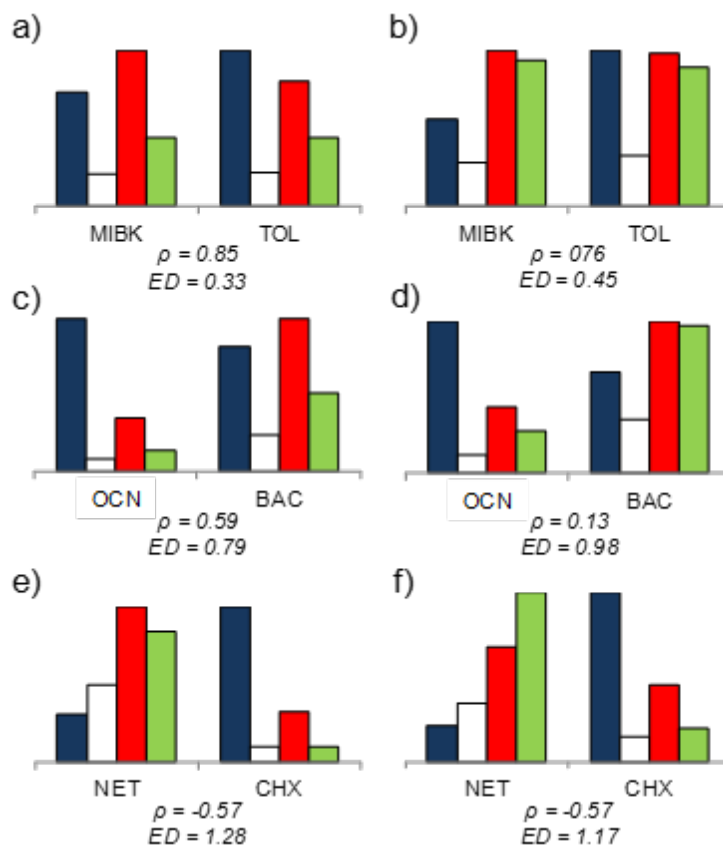 a)
b)
MIBK TOL
ρ = 0.85
ED = 0.33
MIBK TOL
ρ = 076
ED = 0.45
c)
d)
OCN BAC
ρ = 0.59
ED = 0.79
OCN BAC
ρ = 0.13
ED = 0.98
e)
f)
NET CHX
ρ = -0.57
ED = 1.28
NET CHX
ρ = -0.57
ED = 1.17